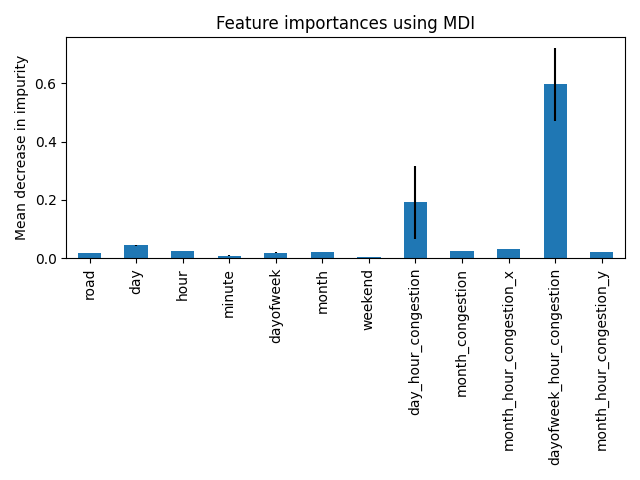 Feature importances using MDI
Mean decrease in impurity
0.6
0.4
0.2
0.0
road
day
hour
minute
dayofweek
month
weekend
day_hour_congestion
month_congestion
month_hour_congestion_x
dayofweek_hour_congestion
month_hour_congestion_y